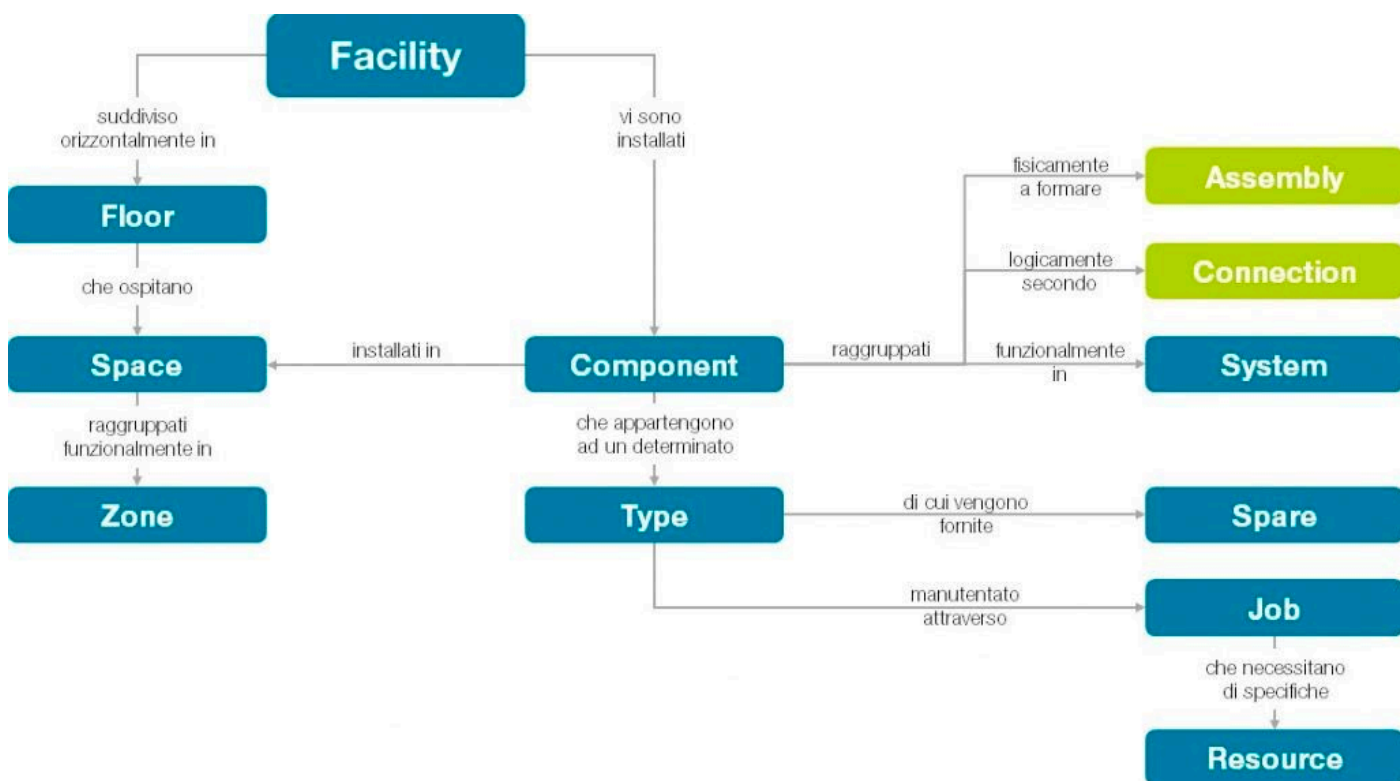 Facility
suddiviso
orizzontalmente in
vi sono
installati
fisicamente
a formare
Assembly
Floor
logicamente
secondo
Connection
che ospitano
Space
installati in
Component
raggruppati
funzionalmente
in
System
raggruppati
funzionalmente in
che appartengono
ad un determinato
Zone
Type
di cui vengono
fornite
Spare
manutentato
attraverso
Job
che necessitano
di specifiche
Resource